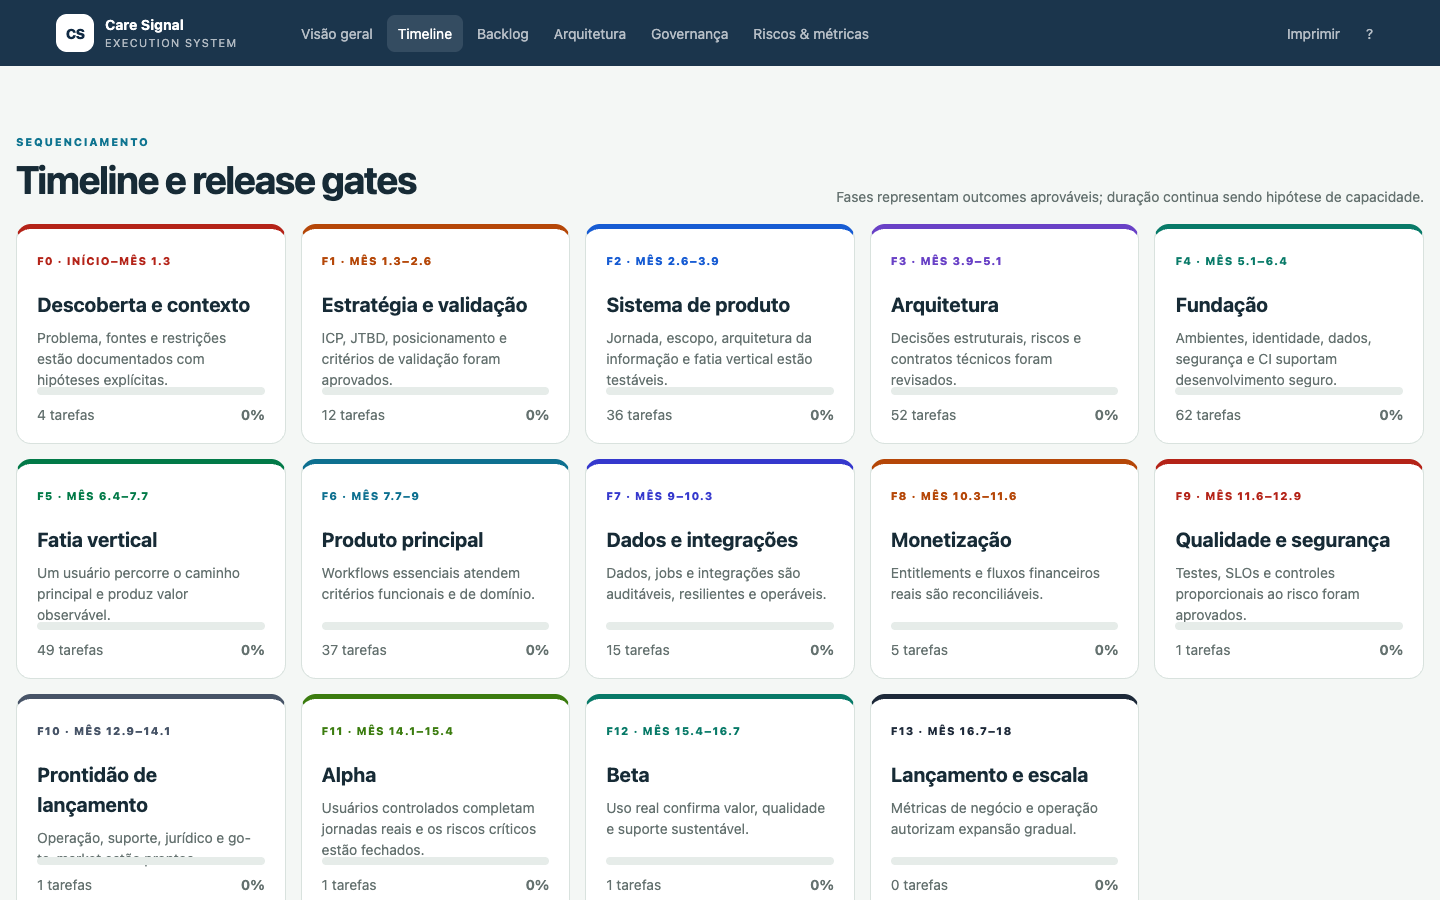 CS
Care Signal
EXECUTION SYSTEM
Visão geral
Timeline
Backlog
Arquitetura
Governança
Riscos & métricas
Imprimir
?
SEQUENCIAMENTO
Timeline e release gates
Fases representam outcomes aprováveis; duração continua sendo hipótese de capacidade.
F0 · INÍCIO–MÊS 1.3
Descoberta e contexto
Problema, fontes e restrições
estão documentados com
hipóteses explícitas.
4 tarefas
0%
F1 · MÊS 1.3–2.6
Estratégia e validação
ICP, JTBD, posicionamento e
critérios de validação foram
aprovados.
12 tarefas
0%
F2 · MÊS 2.6–3.9
Sistema de produto
Jornada, escopo, arquitetura da
informação e fatia vertical estão
testáveis.
36 tarefas
0%
F3 · MÊS 3.9–5.1
Arquitetura
Decisões estruturais, riscos e
contratos técnicos foram
revisados.
52 tarefas
0%
F4 · MÊS 5.1–6.4
Fundação
Ambientes, identidade, dados,
segurança e CI suportam
desenvolvimento seguro.
62 tarefas
0%
F5 · MÊS 6.4–7.7
Fatia vertical
Um usuário percorre o caminho
principal e produz valor
observável.
49 tarefas
0%
F6 · MÊS 7.7–9
Produto principal
Workflows essenciais atendem
critérios funcionais e de domínio.
37 tarefas
0%
F7 · MÊS 9–10.3
Dados e integrações
Dados, jobs e integrações são
auditáveis, resilientes e operáveis.
15 tarefas
0%
F8 · MÊS 10.3–11.6
Monetização
Entitlements e fluxos financeiros
reais são reconciliáveis.
5 tarefas
0%
F9 · MÊS 11.6–12.9
Qualidade e segurança
Testes, SLOs e controles
proporcionais ao risco foram
aprovados.
1 tarefas
0%
F10 · MÊS 12.9–14.1
Prontidão de
lançamento
Operação, suporte, jurídico e go-
to-market estão prontos.
1 tarefas
0%
F11 · MÊS 14.1–15.4
Alpha
Usuários controlados completam
jornadas reais e os riscos críticos
estão fechados.
1 tarefas
0%
F12 · MÊS 15.4–16.7
Beta
Uso real confirma valor, qualidade
e suporte sustentável.
1 tarefas
0%
F13 · MÊS 16.7–18
Lançamento e escala
Métricas de negócio e operação
autorizam expansão gradual.
0 tarefas
0%